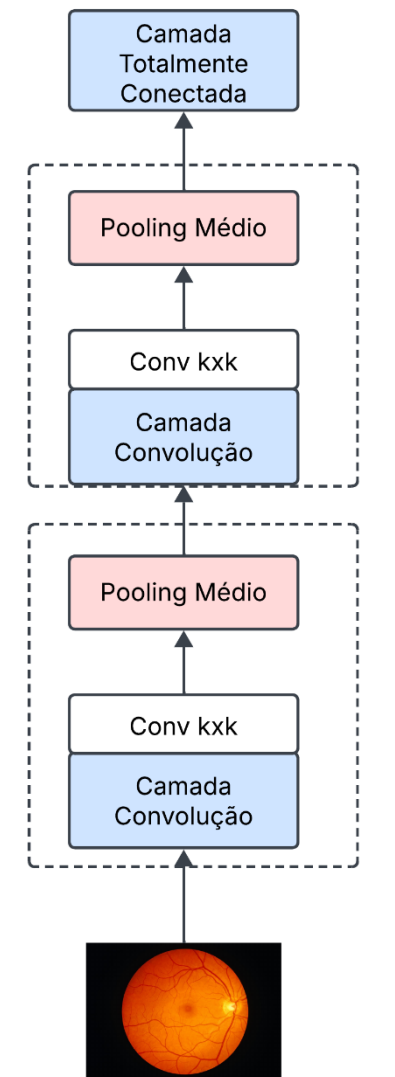 Camada
Totalmente
Conectada
Pooling Médio
Conv kxk
Camada
Convolução
Pooling Médio
Conv kxk
Camada
Convolução